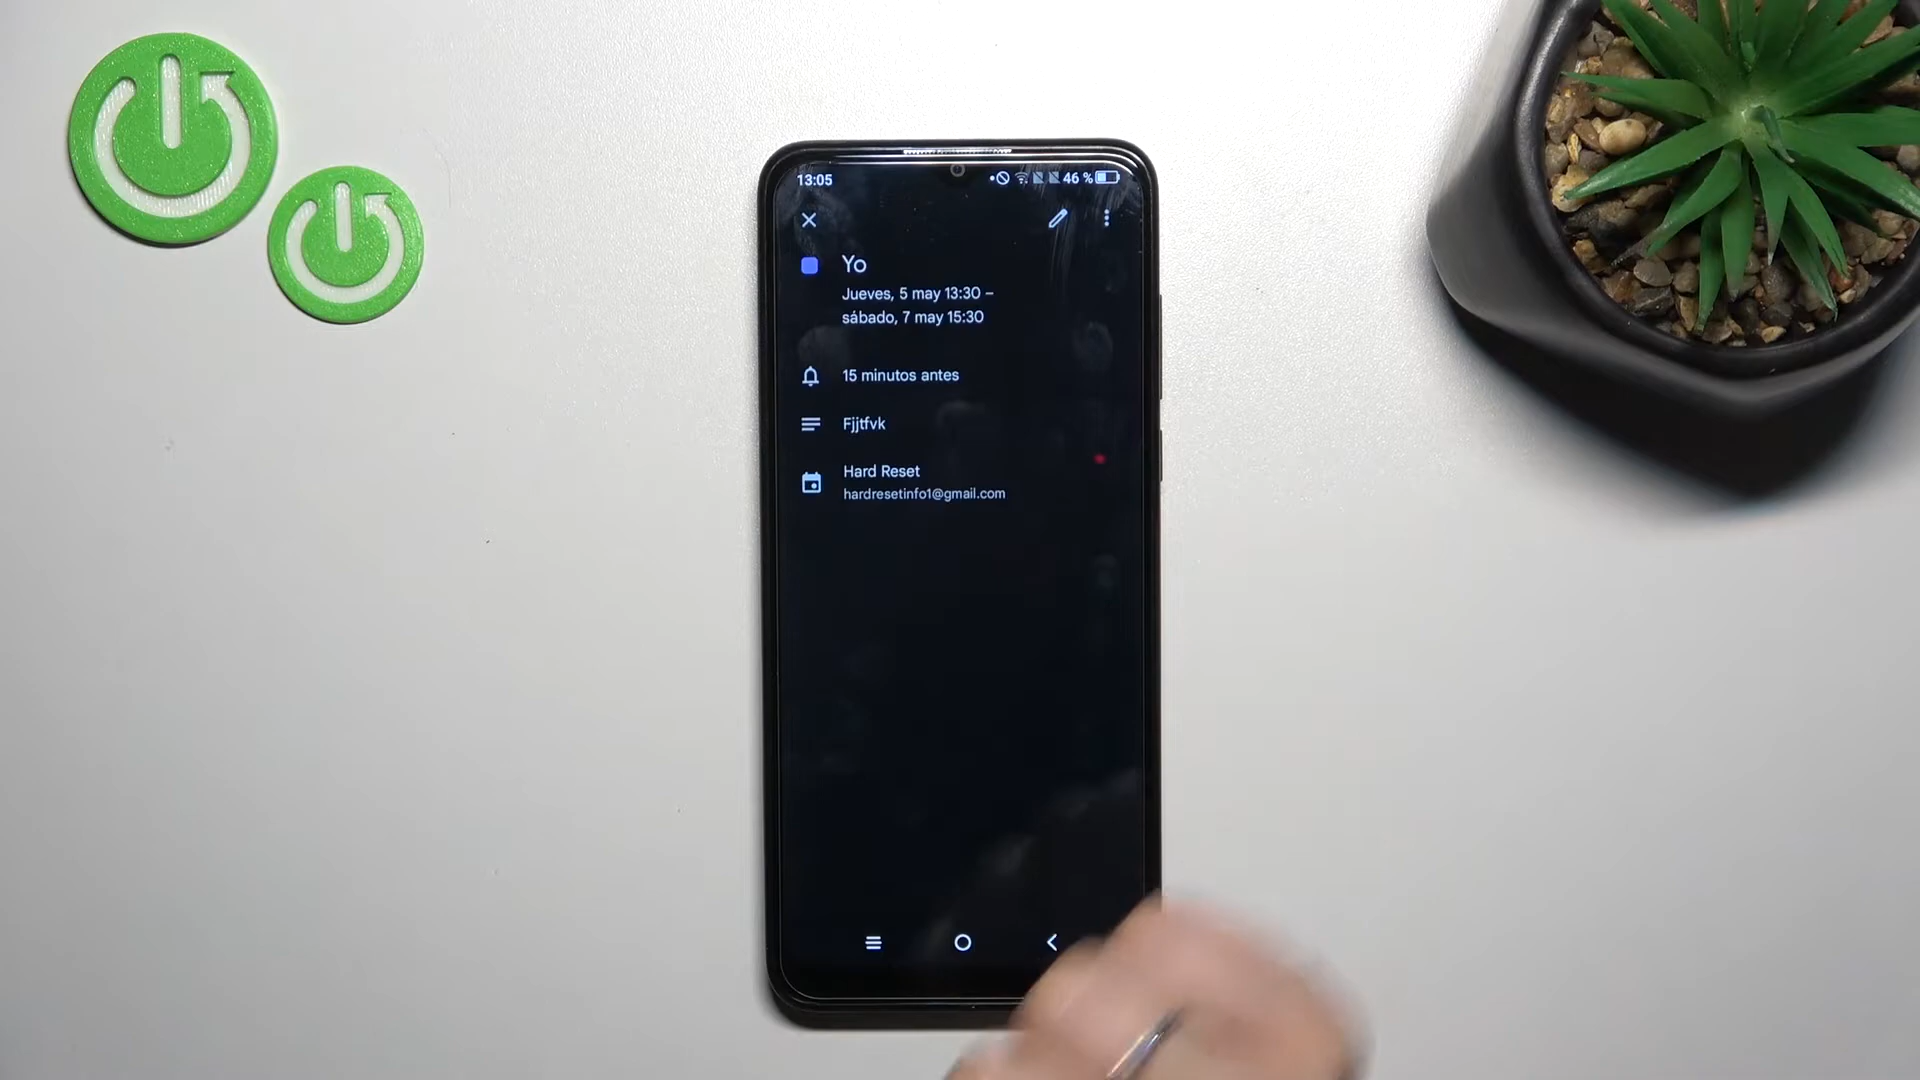 13:05
46 %
Yo
Jueves, 5 may 13:30 –
sábado, 7 may 15:30
15 minutos antes
Fjjtfvk
Hard Reset
hardresetinfo1@gmail.com